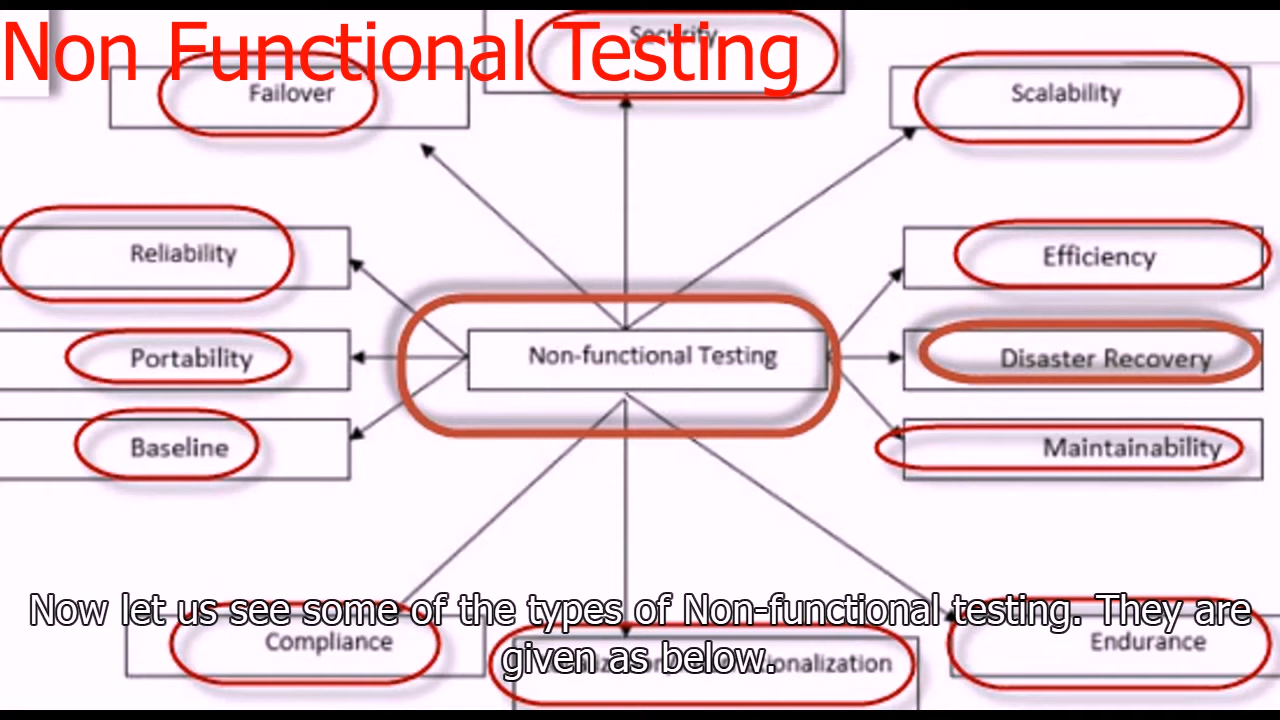 Non Functional Testing
Security
Failover
Scalability
Reliability
Efficiency
Portability
Non-functional Testing
Disaster Recovery
Baseline
Maintainability
Now let us see some of the types of Non-functional testing. They are
given as below.
Compliance
Endurance